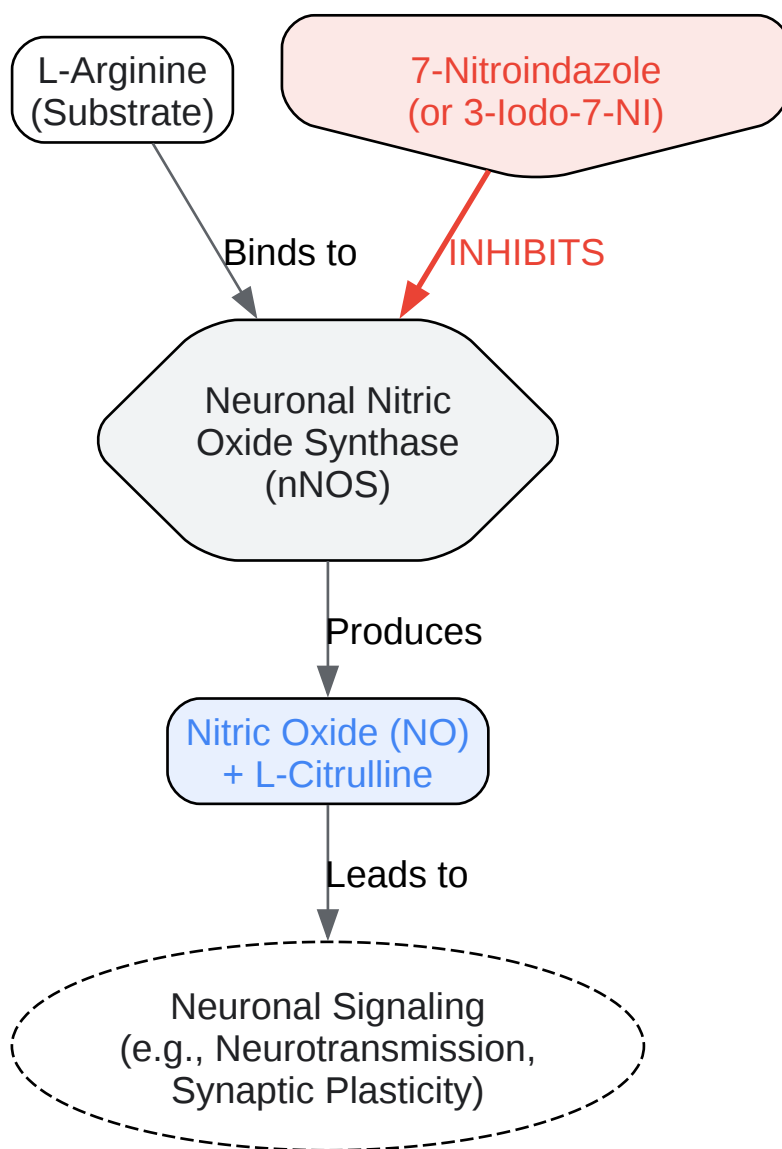 L-Arginine
(Substrate)
7-Nitroindazole
(or 3-Iodo-7-NI)
Binds to
INHIBITS
Neuronal Nitric
Oxide Synthase
(nNOS)
Produces
Nitric Oxide (NO)
+ L-Citrulline
Leads to
Neuronal Signaling
(e.g., Neurotransmission,
Synaptic Plasticity)